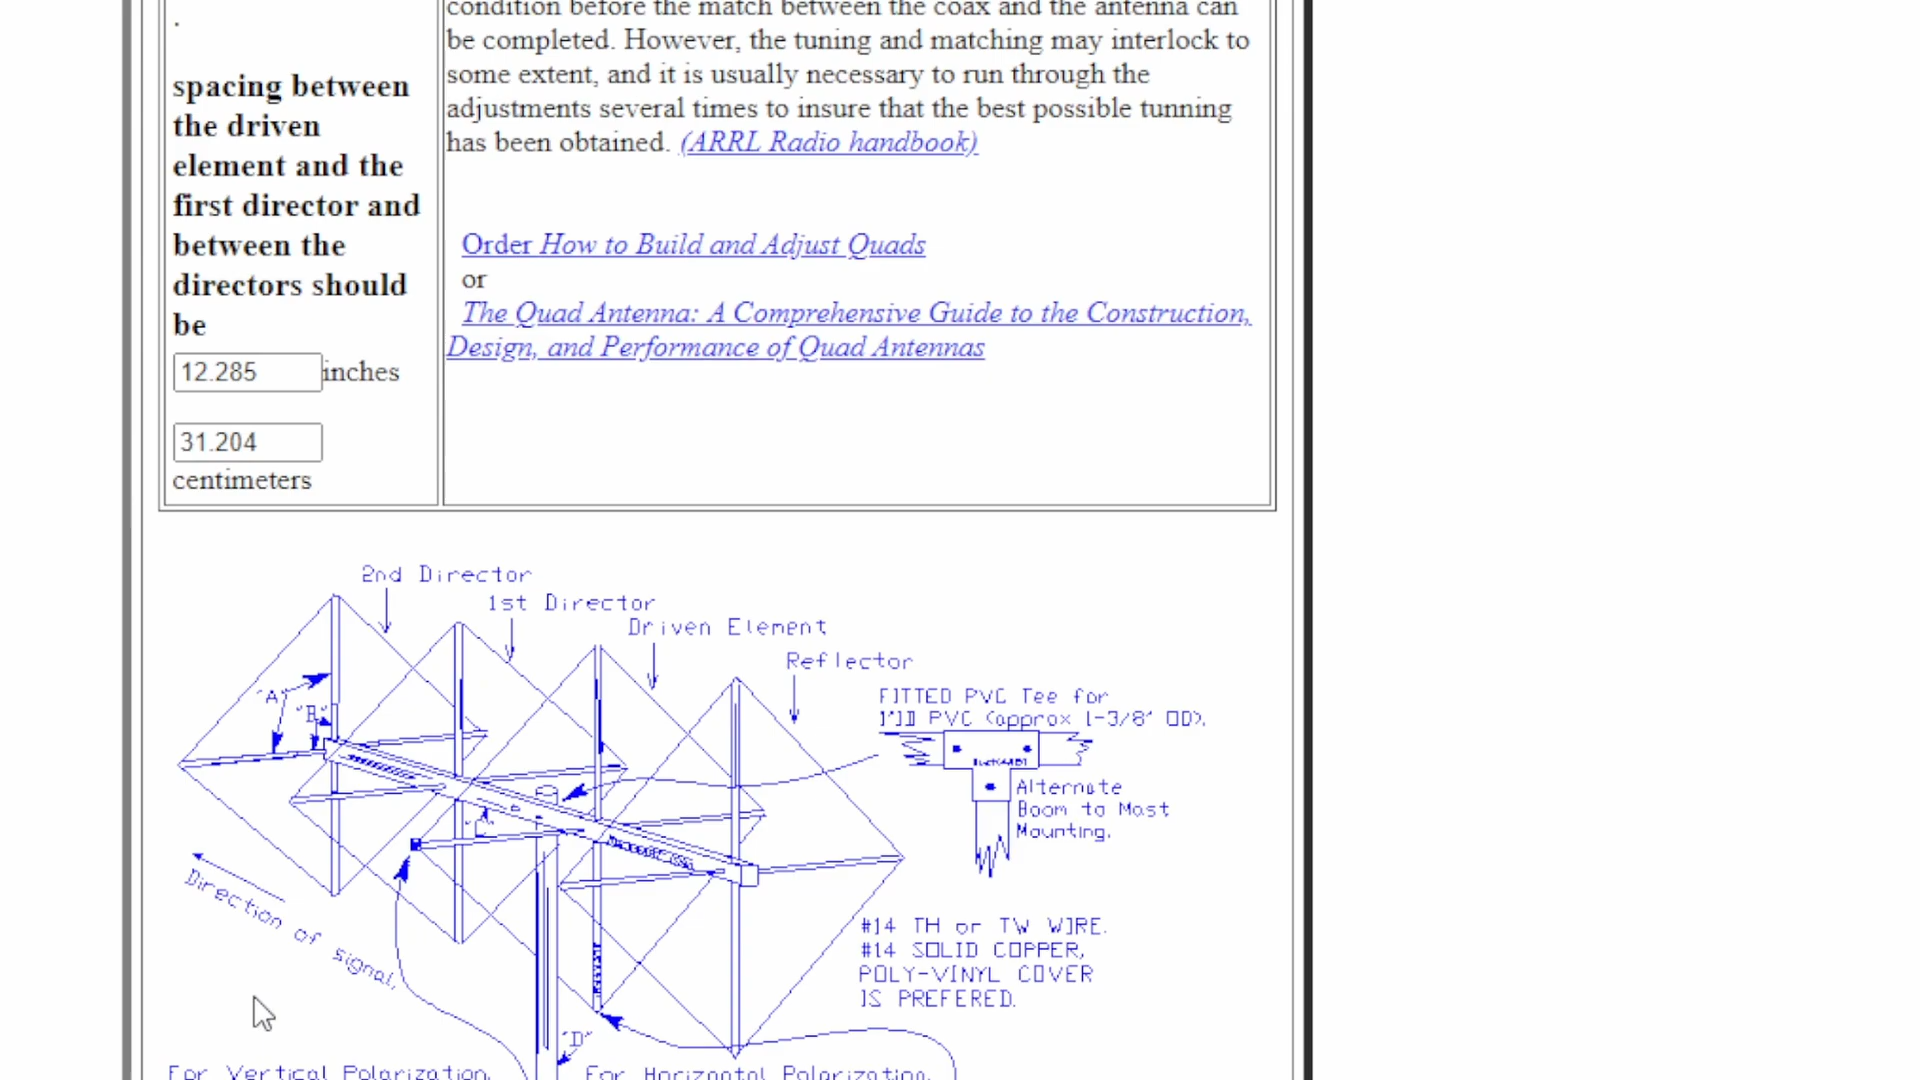 .
spacing between
the driven
element and the
first director and
between the
directors should
be
12.285 inches
31.204
centimeters
condition before the match between the coax and the antenna can
be completed. However, the tuning and matching may interlock to
some extent, and it is usually necessary to run through the
adjustments several times to insure that the best possible tunning
has been obtained. (ARRL Radio handbook)
Order How to Build and Adjust Quads
or
The Quad Antenna: A Comprehensive Guide to the Construction,
Design, and Performance of Quad Antennas
2nd Director
1st Director
Driven Element
Reflector
FITTED PVC Tee for
1" ID PVC (approx 1-3/8" OD).
"A"
"B"
Alternate
Boom to Mast
Mounting.
"C"
Direction of signal.
#14 TH or TW WIRE.
#14 SOLID COPPER,
POLY-VINYL COVER
IS PREFERED.
"D"
For Vertical Polarization.
For Horizontal Polarization.